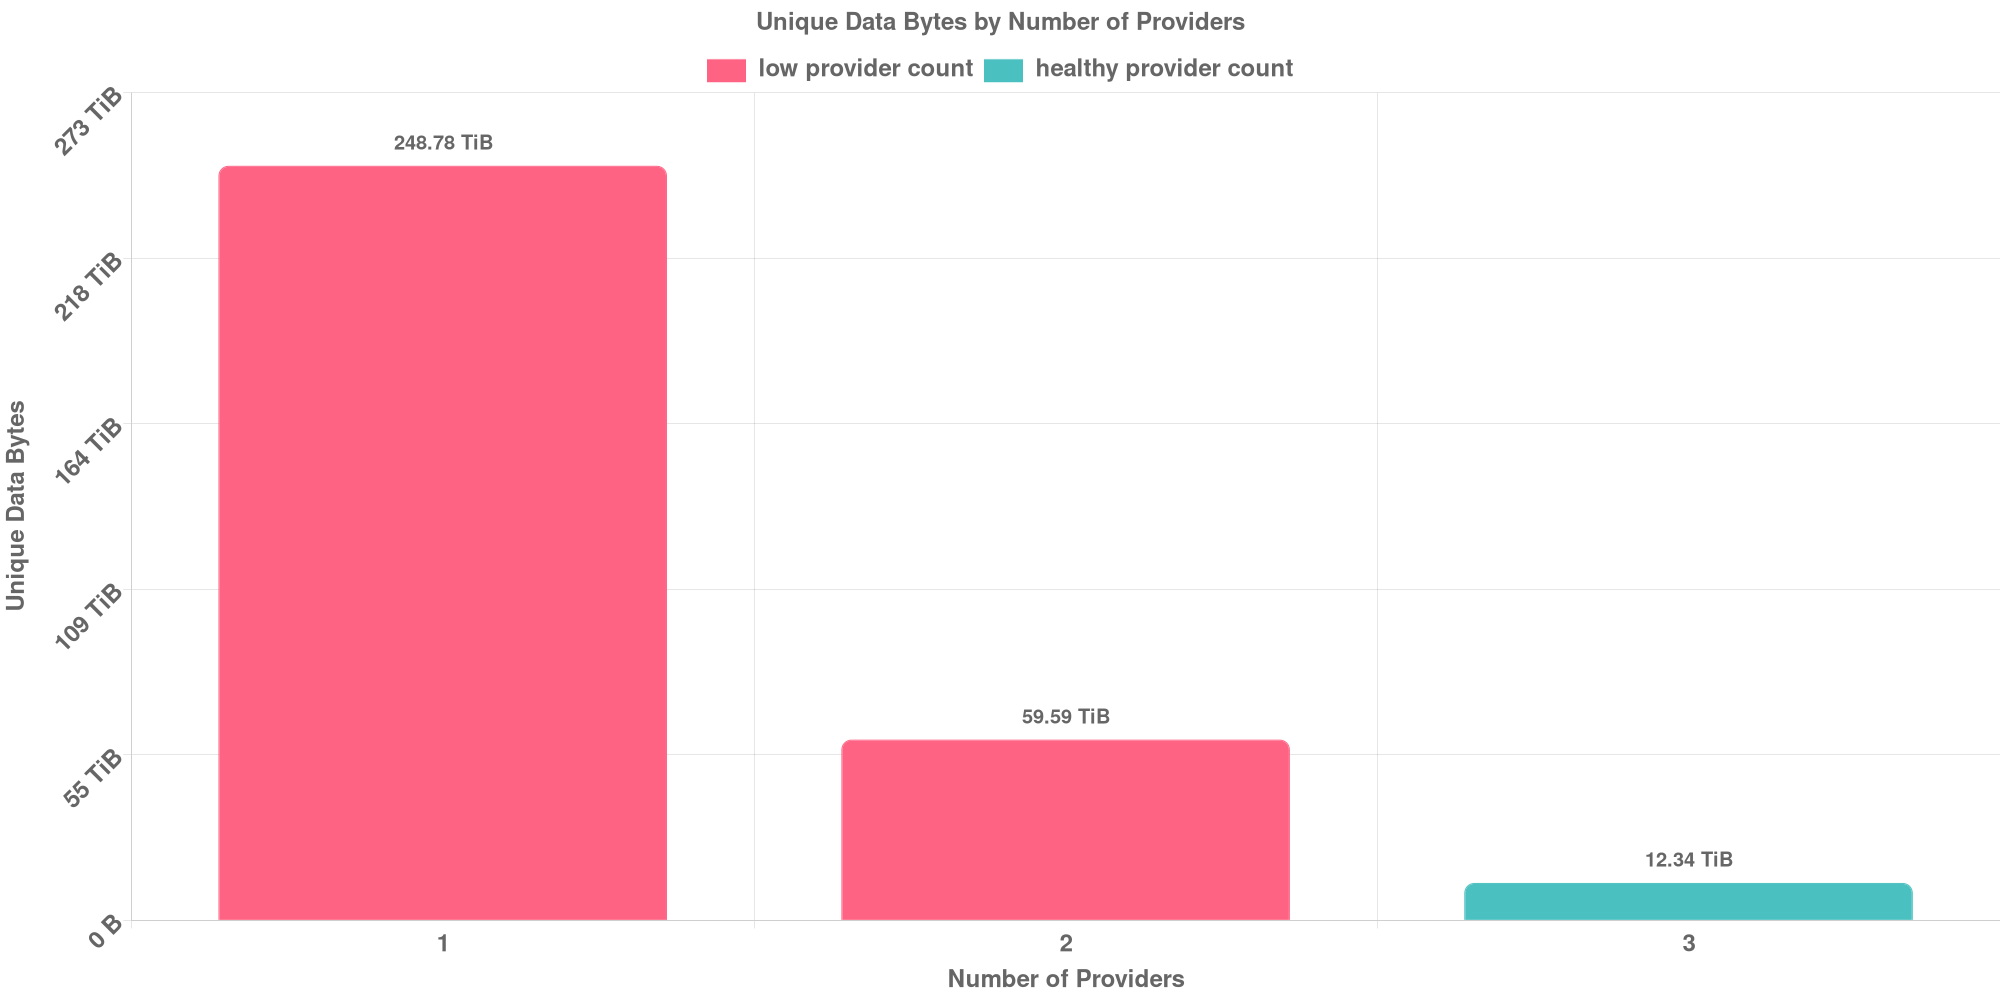 Unique Data Bytes by Number of Providers
low provider count healthy provider count
273 TiB
248.78 TiB
218 TiB
164 TiB
Unique Data Bytes
109 TiB
59.59 TiB
55 TiB
12.34 TiB
0 B
1 2 3
Number of Providers